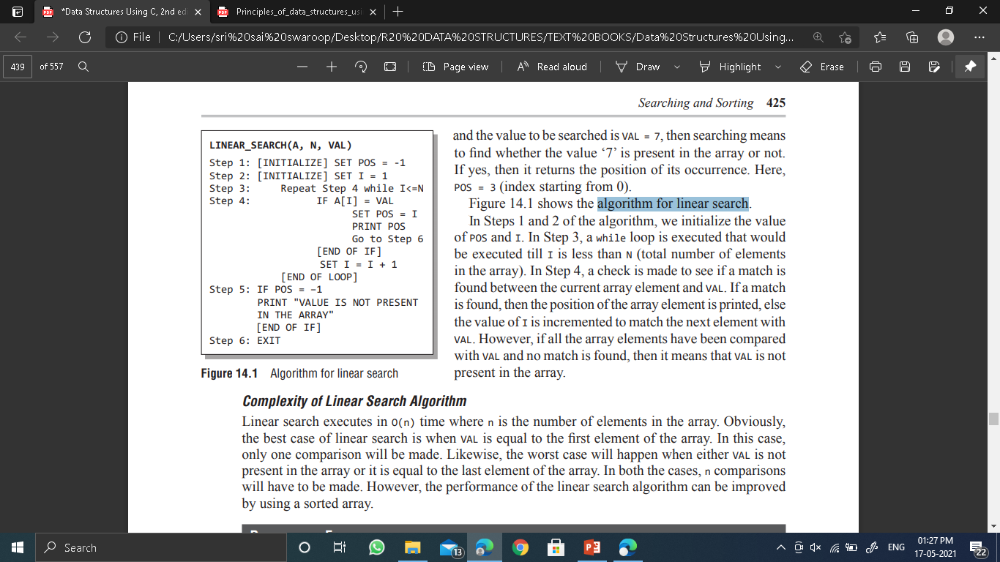 *Data Structures Using C, 2nd edi
Principles_of_data_structures_usi
File
C:/Users/sri%20sai%20swaroop/Desktop/R20%20DATA%20STRUCTURES/TEXT%20BOOKS/Data%20Structures%20Using...
439 of 557
Page view
Read aloud
Draw
Highlight
Erase
Searching and Sorting 425
LINEAR_SEARCH(A, N, VAL)
Step 1: [INITIALIZE] SET POS = -1
Step 2: [INITIALIZE] SET I = 1
Step 3: Repeat Step 4 while I<=N
Step 4: IF A[I] = VAL
SET POS = I
PRINT POS
Go to Step 6
[END OF IF]
SET I = I + 1
[END OF LOOP]
Step 5: IF POS = –1
PRINT "VALUE IS NOT PRESENT
IN THE ARRAY"
[END OF IF]
Step 6: EXIT
Figure 14.1 Algorithm for linear search
and the value to be searched is VAL = 7, then searching means
to find whether the value ‘7’ is present in the array or not.
If yes, then it returns the position of its occurrence. Here,
POS = 3 (index starting from 0).
Figure 14.1 shows the algorithm for linear search.
In Steps 1 and 2 of the algorithm, we initialize the value
of POS and I. In Step 3, a while loop is executed that would
be executed till I is less than N (total number of elements
in the array). In Step 4, a check is made to see if a match is
found between the current array element and VAL. If a match
is found, then the position of the array element is printed, else
the value of I is incremented to match the next element with
VAL. However, if all the array elements have been compared
with VAL and no match is found, then it means that VAL is not
present in the array.
Complexity of Linear Search Algorithm
Linear search executes in O(n) time where n is the number of elements in the array. Obviously,
the best case of linear search is when VAL is equal to the first element of the array. In this case,
only one comparison will be made. Likewise, the worst case will happen when either VAL is not
present in the array or it is equal to the last element of the array. In both the cases, n comparisons
will have to be made. However, the performance of the linear search algorithm can be improved
by using a sorted array.
Search
13
ENG
01:27 PM
17-05-2021
22